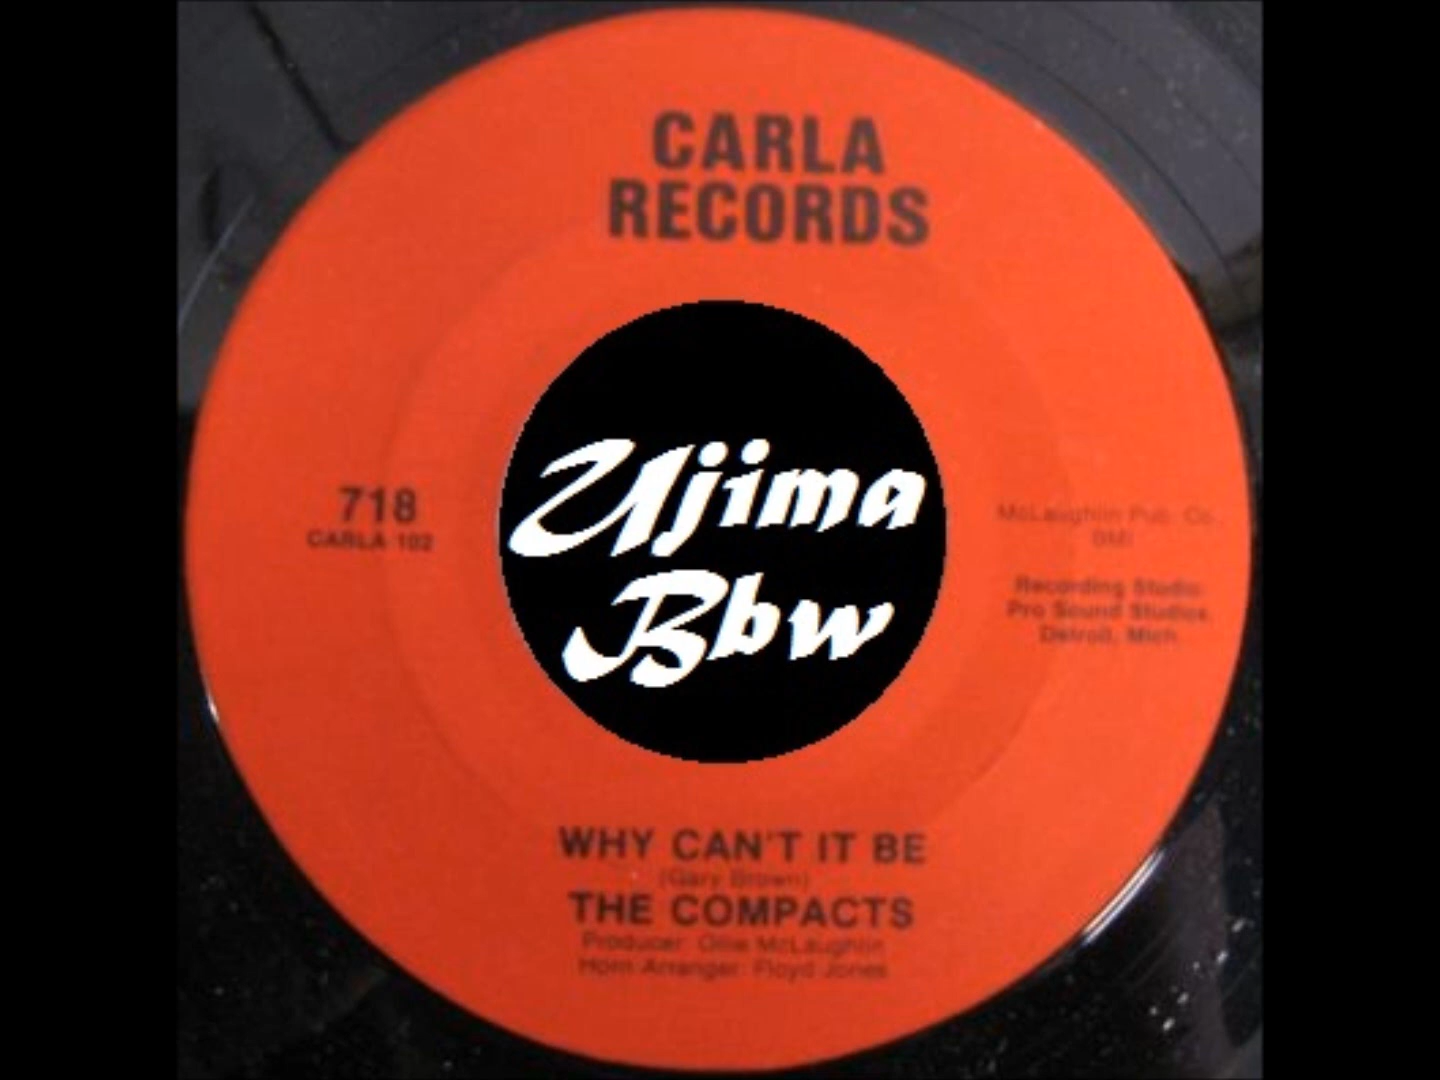 CARLA
RECORDS
718
CARLA 102
Ujima
Bbw
McLaughlin Pub. Co.,
BMI
Recording Studio:
Pro Sound Studios,
Detroit, Mich.
WHY CAN'T IT BE
(Gary Brown)
THE COMPACTS
Producer: Ollie McLaughlin
Horn Arranger: Floyd Jones